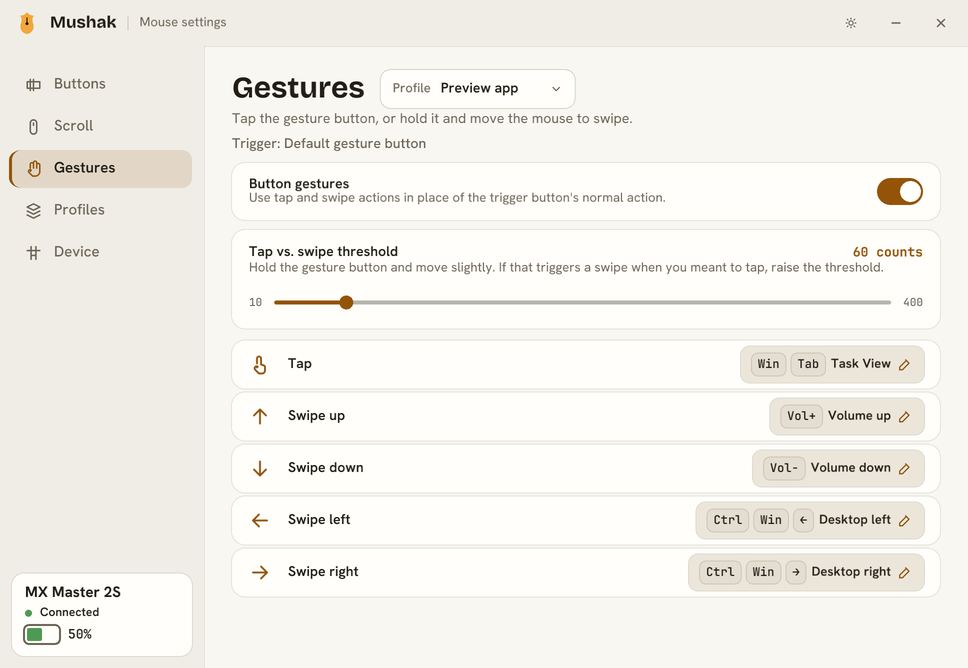 Mushak | Mouse settings
Buttons
Scroll
Gestures
Profiles
Device
MX Master 2S
Connected
50%
Gestures
Profile Preview app
Tap the gesture button, or hold it and move the mouse to swipe.
Trigger: Default gesture button
Button gestures
Use tap and swipe actions in place of the trigger button's normal action.
Tap vs. swipe threshold 60 counts
Hold the gesture button and move slightly. If that triggers a swipe when you meant to tap, raise the threshold.
10 400
Tap Win Tab Task View
Swipe up Vol+ Volume up
Swipe down Vol- Volume down
Swipe left Ctrl Win ← Desktop left
Swipe right Ctrl Win → Desktop right